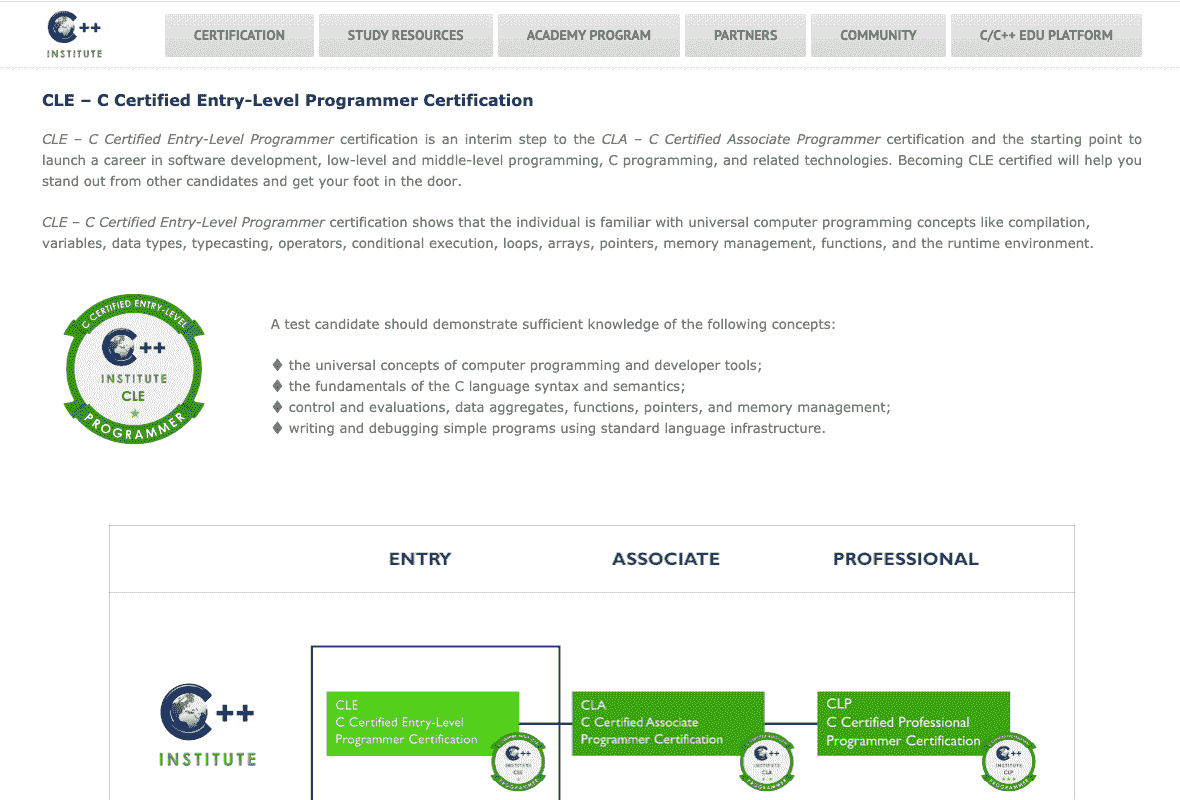 C++
INSTITUTE
CERTIFICATION
STUDY RESOURCES
ACADEMY PROGRAM
PARTNERS
COMMUNITY
C/C++ EDU PLATFORM
CLE – C Certified Entry-Level Programmer Certification
CLE – C Certified Entry-Level Programmer certification is an interim step to the CLA – C Certified Associate Programmer certification and the starting point to
launch a career in software development, low-level and middle-level programming, C programming, and related technologies. Becoming CLE certified will help you
stand out from other candidates and get your foot in the door.
CLE – C Certified Entry-Level Programmer certification shows that the individual is familiar with universal computer programming concepts like compilation,
variables, data types, typecasting, operators, conditional execution, loops, arrays, pointers, memory management, functions, and the runtime environment.
C CERTIFIED ENTRY-LEVEL
C++
INSTITUTE
CLE
PROGRAMMER
A test candidate should demonstrate sufficient knowledge of the following concepts:
♦ the universal concepts of computer programming and developer tools;
♦ the fundamentals of the C language syntax and semantics;
♦ control and evaluations, data aggregates, functions, pointers, and memory management;
♦ writing and debugging simple programs using standard language infrastructure.
ENTRY
ASSOCIATE
PROFESSIONAL
C++
INSTITUTE
CLE
C Certified Entry-Level
Programmer Certification
C++
INSTITUTE
CLE
PROGRAMMER
CLA
C Certified Associate
Programmer Certification
C++
INSTITUTE
CLA
PROGRAMMER
CLP
C Certified Professional
Programmer Certification
C++
INSTITUTE
CLP
PROGRAMMER